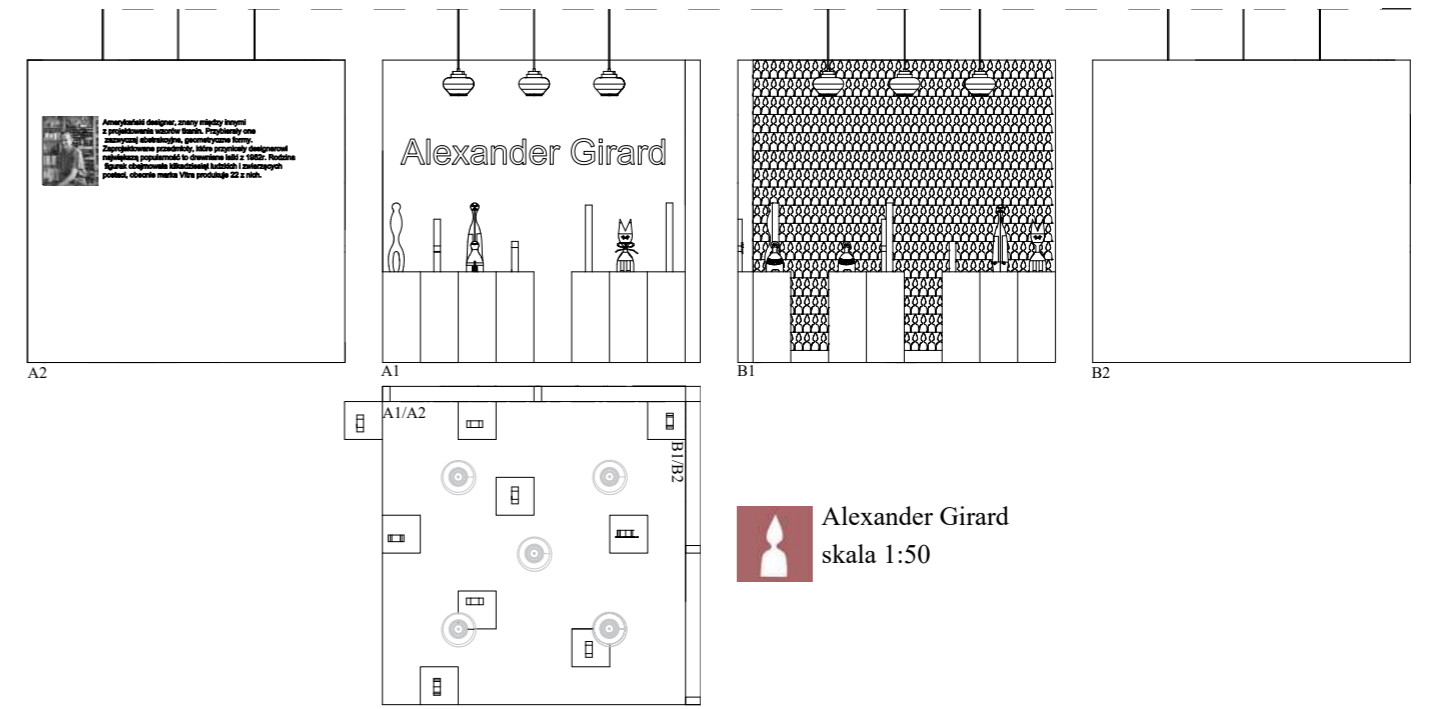 Amerykański designer, znany między innymi
z projektowania wzorów tkanin. Przybierały one
zazwyczaj abstrakcyjne, geometryczne formy.
Zaprojektowane przedmioty, które przyniosły designerowi
największą popularność to drewniane lalki z 1952r. Rodzina
figurek obejmowała kilkadziesiąt ludzkich i zwierzęcych
postaci, obecnie marka Vitra produkuje 22 z nich.
Alexander Girard
A2
A1
B1
B2
A1/A2
B1/B2
Alexander Girard
skala 1:50